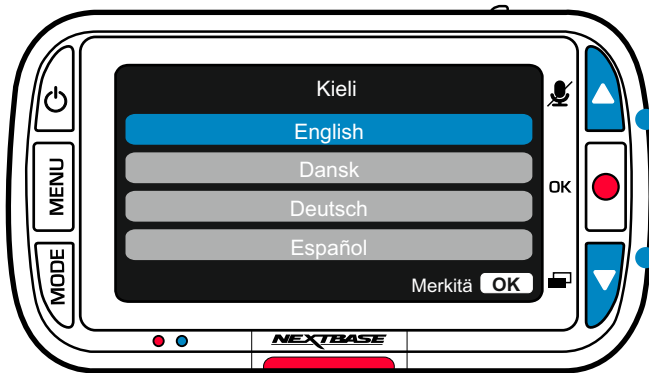 Kieli
English
MENU
Dansk
OK
Deutsch
Español
MODE
Merkitä OK
NEXTBASE